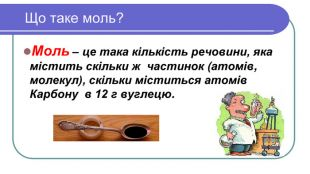 Що таке моль?
Моль – це така кількість речовини, яка
містить скільки ж частинок (атомів,
молекул), скільки міститься атомів
Карбону в 12 г вуглецю.